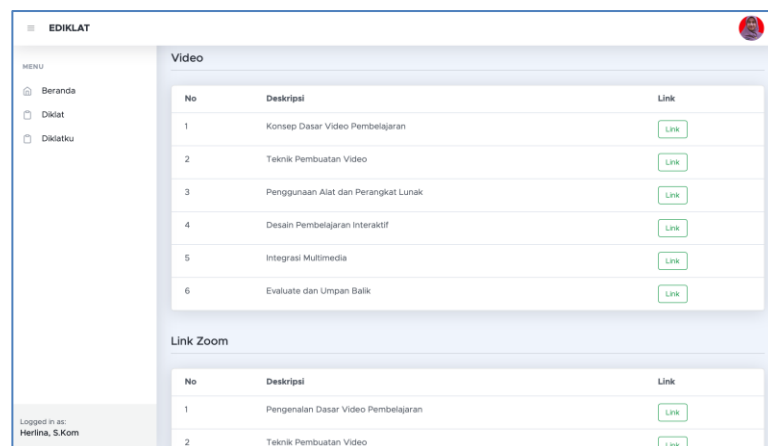 EDIKLAT
MENU
Beranda
Diklat
Diklatku
Video
No Deskripsi Link
1 Konsep Dasar Video Pembelajaran Link
2 Teknik Pembuatan Video Link
3 Penggunaan Alat dan Perangkat Lunak Link
4 Desain Pembelajaran Interaktif Link
5 Integrasi Multimedia Link
6 Evaluate dan Umpan Balik Link
Link Zoom
No Deskripsi Link
1 Pengenalan Dasar Video Pembelajaran Link
2 Teknik Pembuatan Video Link
Logged in as:
Herlina, S.Kom